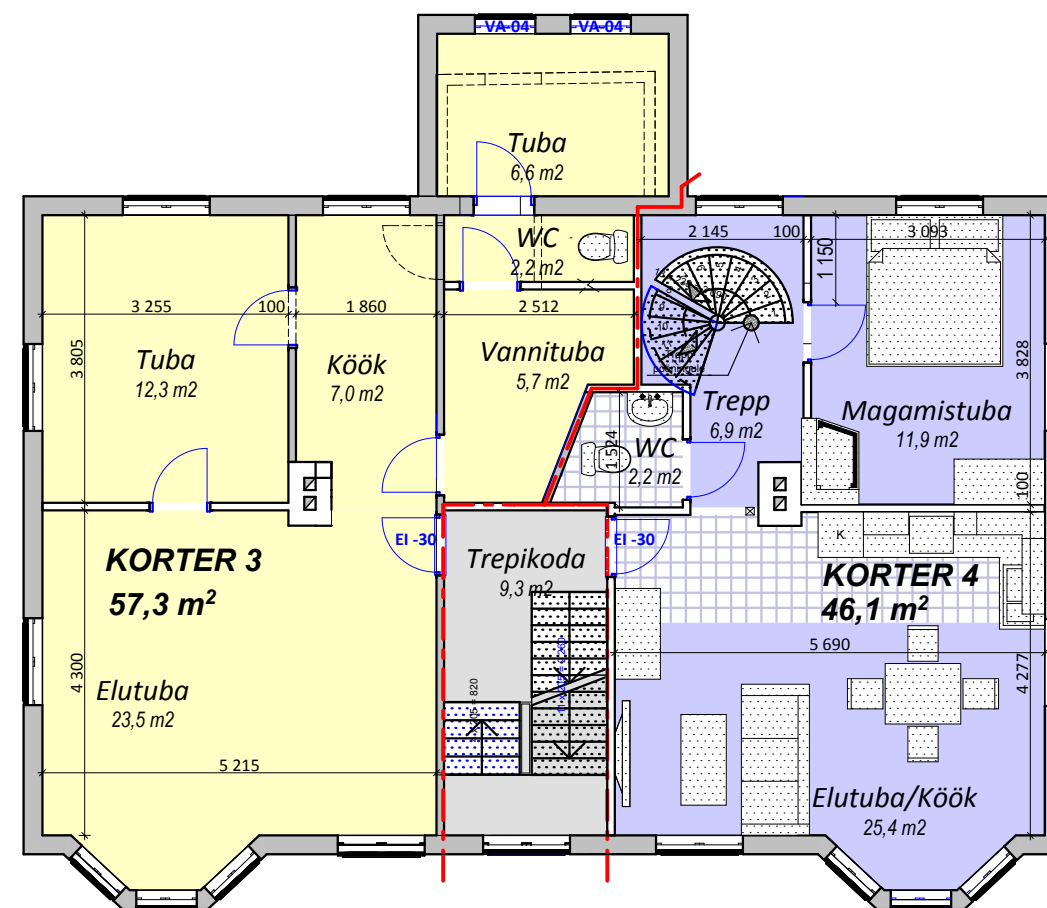 VA-04 VA-04
Tuba
6,6 m2
WC
2,2 m2
2 145 100 3 093
1 150
3 255 100 1 860 2 512
3 805
Tuba
12,3 m2
Köök
7,0 m2
Vannituba
5,7 m2
Trepp
6,9 m2
Magamistuba
11,9 m2
3 828
WC
2,2 m2
1 524
100
EI -30
EI -30
K
KORTER 3
57,3 m²
Trepikoda
9,3 m2
KORTER 4
46,1 m²
5 690
4 300
4 277
Elutuba
23,5 m2
5 215
Elutuba/Köök
25,4 m2